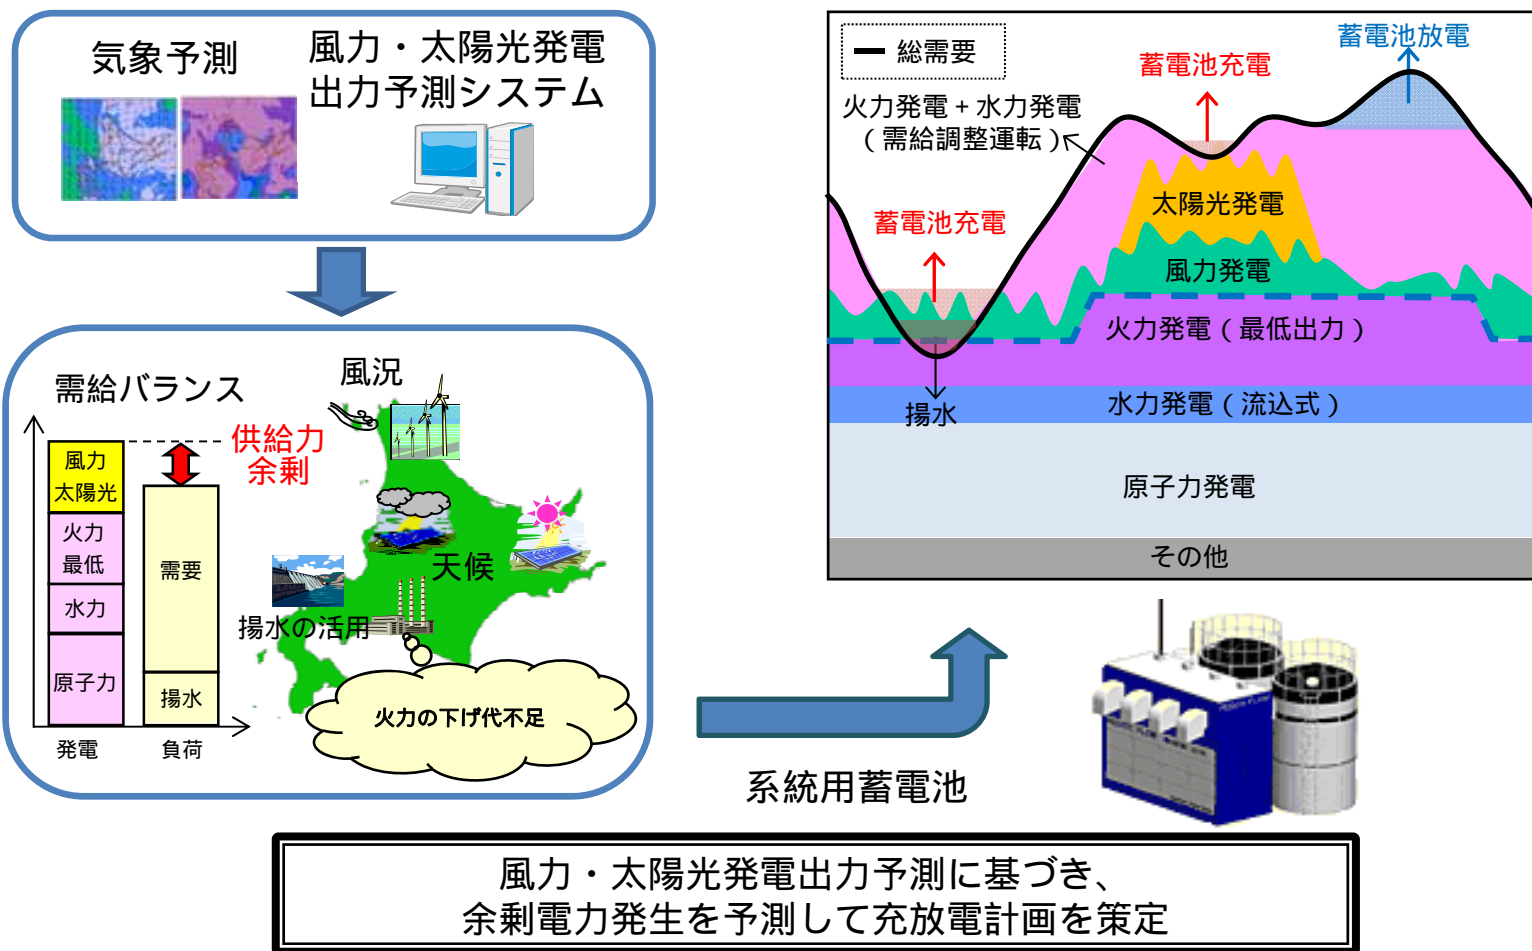 気象予測
風力・太陽光発電
出力予測システム
需給バランス
供給力
余剰
風力
太陽光
火力
最低
水力
原子力
需要
揚水
発電
負荷
風況
天候
揚水の活用
火力の下げ代不足
総需要
火力発電+水力発電
(需給調整運転)
蓄電池充電
蓄電池放電
蓄電池充電
太陽光発電
風力発電
火力発電(最低出力)
揚水
水力発電(流込式)
原子力発電
その他
系統用蓄電池
風力・太陽光発電出力予測に基づき、
余剰電力発生を予測して充放電計画を策定